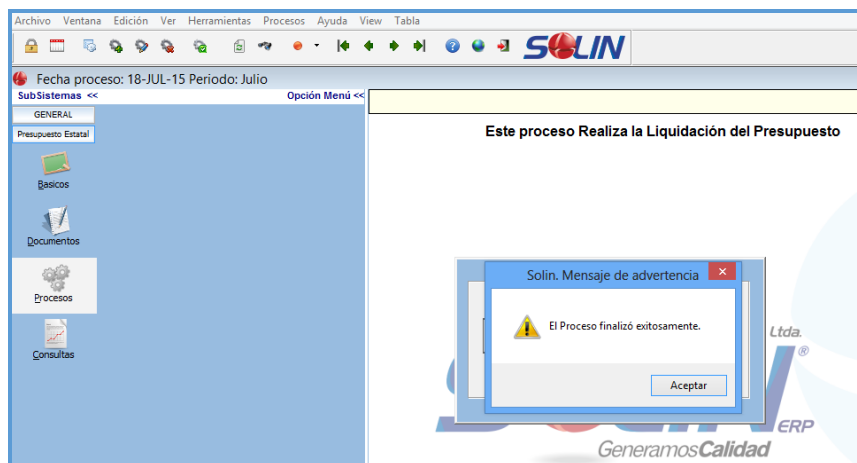 Archivo Ventana Edición Ver Herramientas Procesos Ayuda View Tabla
SOLIN
Fecha proceso: 18-JUL-15 Periodo: Julio
SubSistemas << Opción Menú <<
GENERAL
Presupuesto Estatal
Este proceso Realiza la Liquidación del Presupuesto
Basicos
Documentos
Procesos
Consultas
Solin. Mensaje de advertencia
El Proceso finalizó exitosamente.
Aceptar
Ltda.
®
ERP
GeneramosCalidad